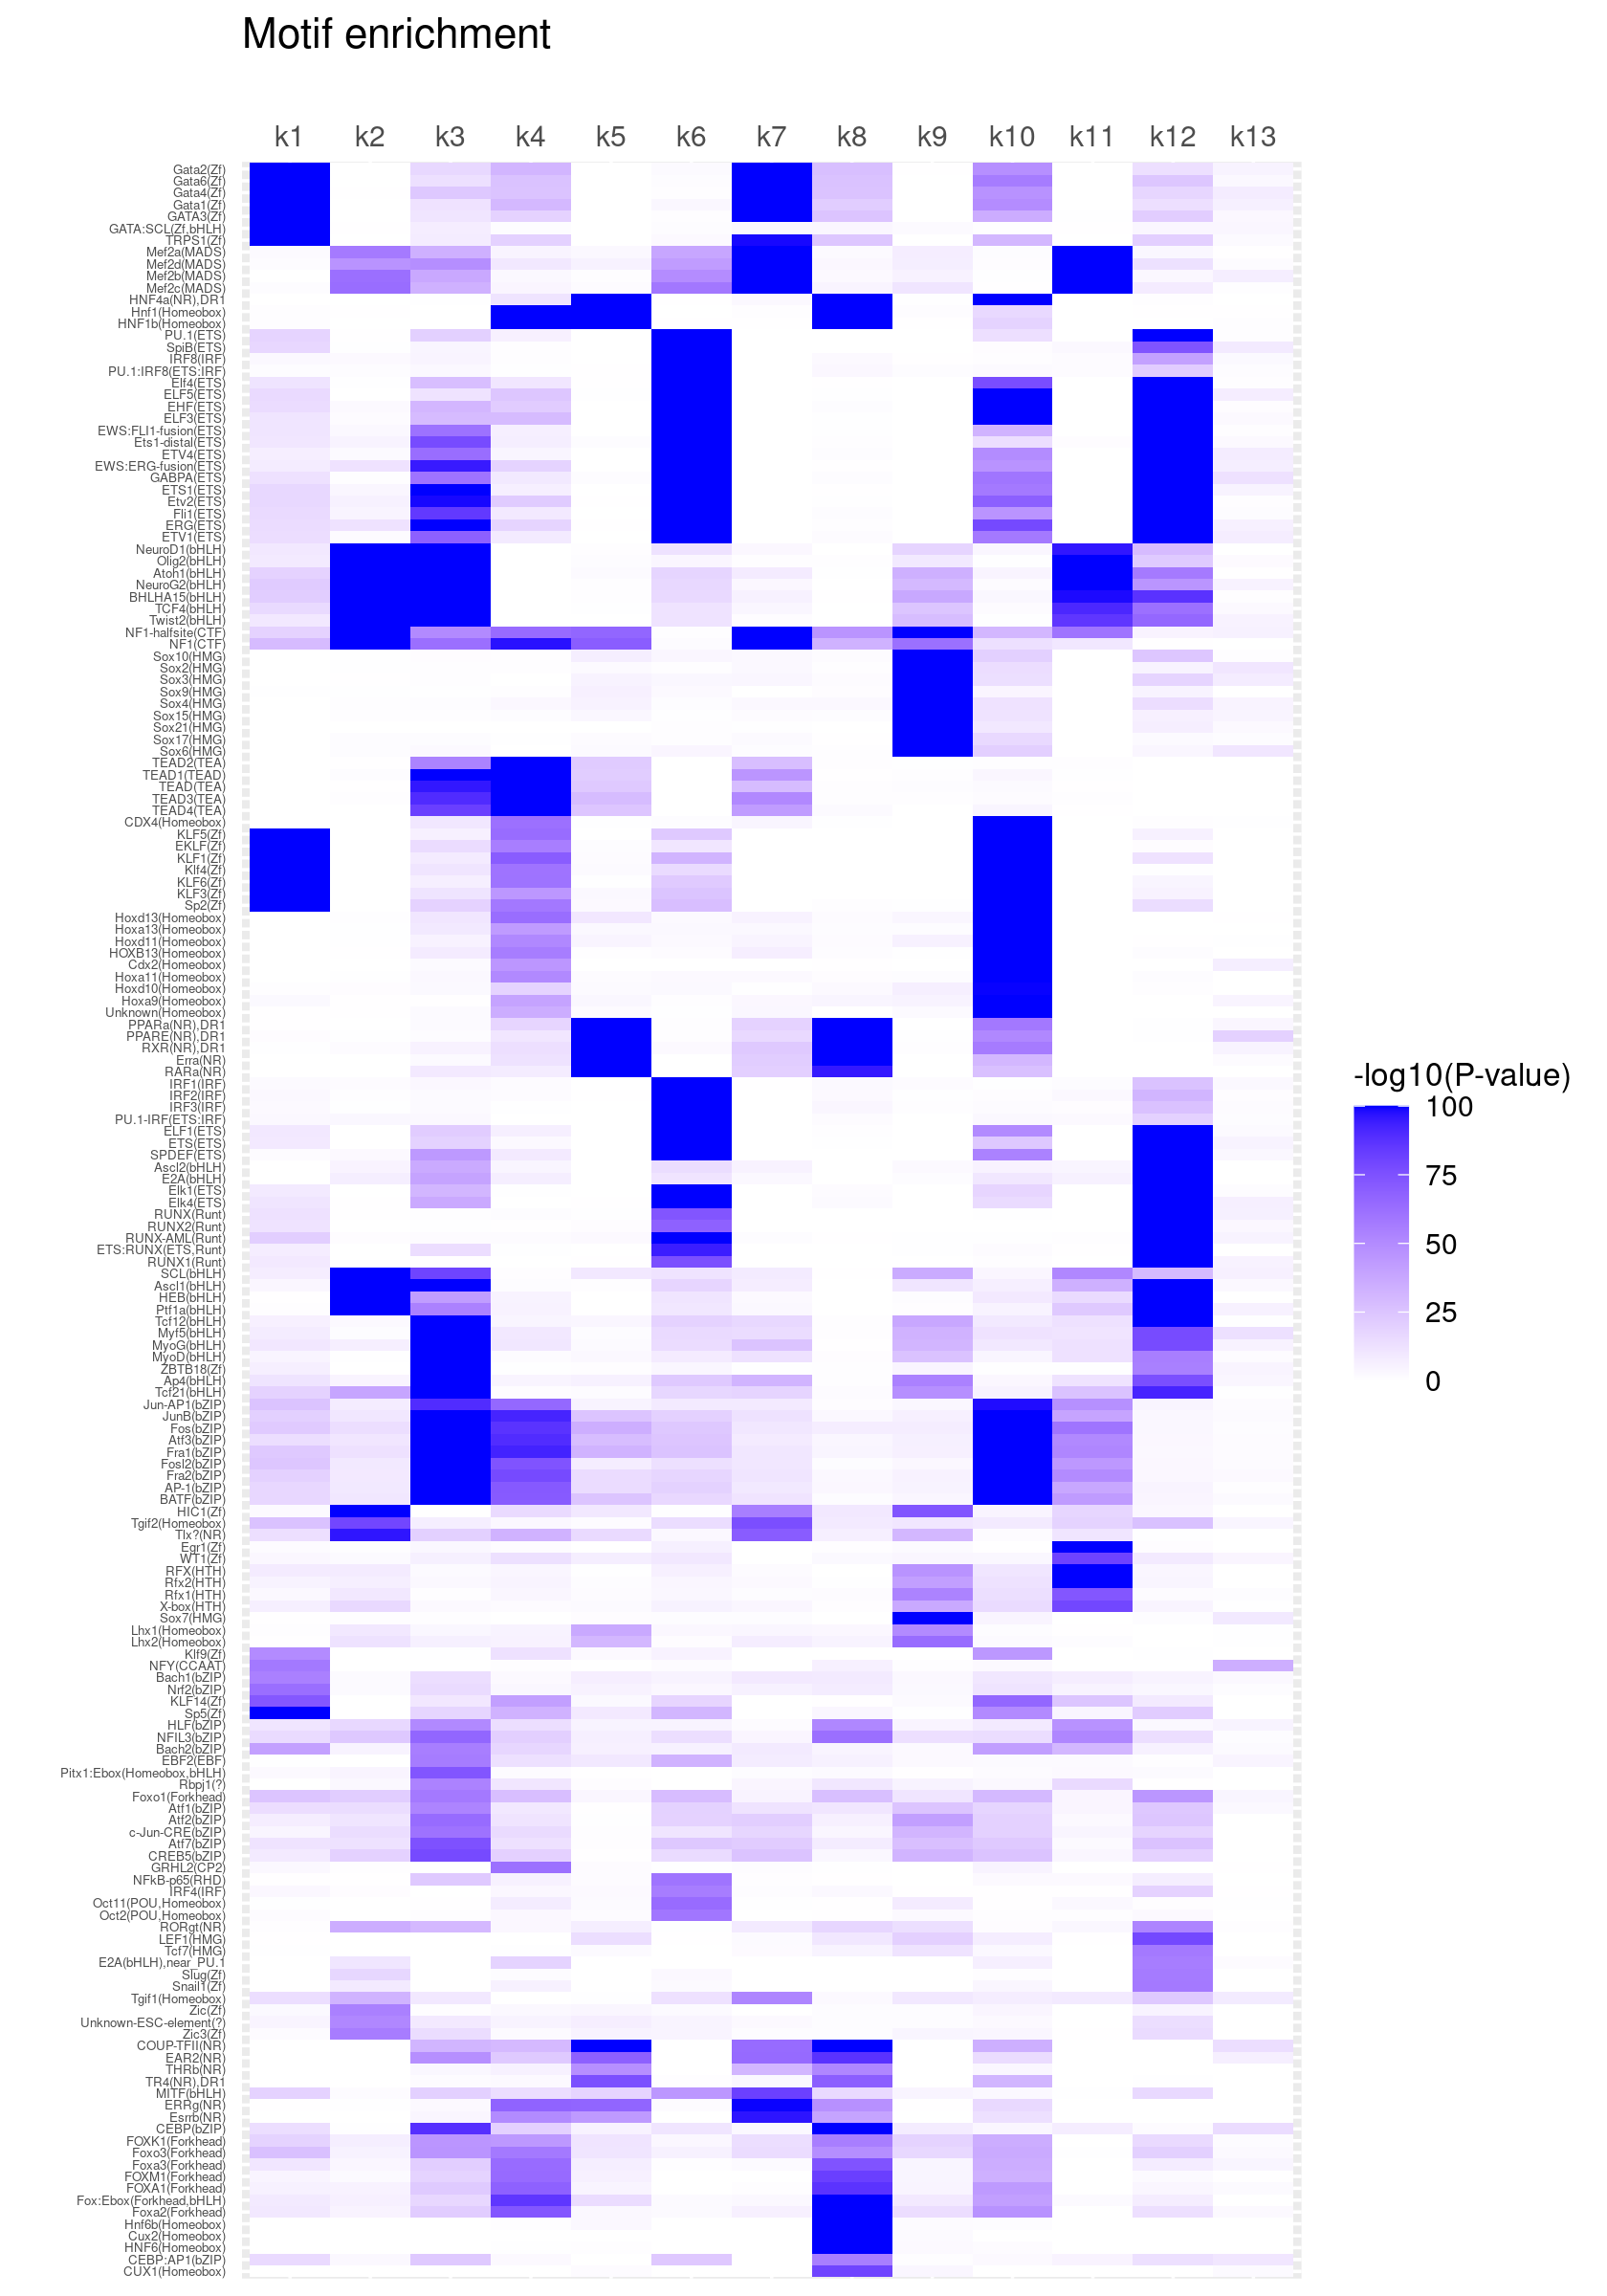 Motif enrichment
k1 k2 k3 k4 k5 k6 k7 k8 k9 k10 k11 k12 k13
Gata2(Zf)
Gata6(Zf)
Gata4(Zf)
Gata1(Zf)
GATA3(Zf)
GATA:SCL(Zf,bHLH)
TRPS1(Zf)
Mef2a(MADS)
Mef2d(MADS)
Mef2b(MADS)
Mef2c(MADS)
HNF4a(NR),DR1
Hnf1(Homeobox)
HNF1b(Homeobox)
PU.1(ETS)
SpiB(ETS)
IRF8(IRF)
PU.1:IRF8(ETS:IRF)
Elf4(ETS)
ELF5(ETS)
EHF(ETS)
ELF3(ETS)
EWS:FLI1-fusion(ETS)
Ets1-distal(ETS)
ETV4(ETS)
EWS:ERG-fusion(ETS)
GABPA(ETS)
ETS1(ETS)
Etv2(ETS)
Fli1(ETS)
ERG(ETS)
ETV1(ETS)
NeuroD1(bHLH)
Olig2(bHLH)
Atoh1(bHLH)
NeuroG2(bHLH)
BHLHA15(bHLH)
TCF4(bHLH)
Twist2(bHLH)
NF1-halfsite(CTF)
NF1(CTF)
Sox10(HMG)
Sox2(HMG)
Sox3(HMG)
Sox9(HMG)
Sox4(HMG)
Sox15(HMG)
Sox21(HMG)
Sox17(HMG)
Sox6(HMG)
TEAD2(TEA)
TEAD1(TEAD)
TEAD(TEA)
TEAD3(TEA)
TEAD4(TEA)
CDX4(Homeobox)
KLF5(Zf)
EKLF(Zf)
KLF1(Zf)
Klf4(Zf)
KLF6(Zf)
KLF3(Zf)
Sp2(Zf)
Hoxd13(Homeobox)
Hoxa13(Homeobox)
Hoxd11(Homeobox)
HOXB13(Homeobox)
Cdx2(Homeobox)
Hoxa11(Homeobox)
Hoxd10(Homeobox)
Hoxa9(Homeobox)
Unknown(Homeobox)
PPARa(NR),DR1
PPARE(NR),DR1
RXR(NR),DR1
Erra(NR)
RARa(NR)
IRF1(IRF)
IRF2(IRF)
IRF3(IRF)
PU.1-IRF(ETS:IRF)
ELF1(ETS)
ETS(ETS)
SPDEF(ETS)
Ascl2(bHLH)
E2A(bHLH)
Elk1(ETS)
Elk4(ETS)
RUNX(Runt)
RUNX2(Runt)
RUNX-AML(Runt)
ETS:RUNX(ETS,Runt)
RUNX1(Runt)
SCL(bHLH)
Ascl1(bHLH)
HEB(bHLH)
Ptf1a(bHLH)
Tcf12(bHLH)
Myf5(bHLH)
MyoG(bHLH)
MyoD(bHLH)
ZBTB18(Zf)
Ap4(bHLH)
Tcf21(bHLH)
Jun-AP1(bZIP)
JunB(bZIP)
Fos(bZIP)
Atf3(bZIP)
Fra1(bZIP)
Fosl2(bZIP)
Fra2(bZIP)
AP-1(bZIP)
BATF(bZIP)
HIC1(Zf)
Tgif2(Homeobox)
Tlx?(NR)
Egr1(Zf)
WT1(Zf)
RFX(HTH)
Rfx2(HTH)
Rfx1(HTH)
X-box(HTH)
Sox7(HMG)
Lhx1(Homeobox)
Lhx2(Homeobox)
Klf9(Zf)
NFY(CCAAT)
Bach1(bZIP)
Nrf2(bZIP)
KLF14(Zf)
Sp5(Zf)
HLF(bZIP)
NFIL3(bZIP)
Bach2(bZIP)
EBF2(EBF)
Pitx1:Ebox(Homeobox,bHLH)
Rbpj1(?)
Foxo1(Forkhead)
Atf1(bZIP)
Atf2(bZIP)
c-Jun-CRE(bZIP)
Atf7(bZIP)
CREB5(bZIP)
GRHL2(CP2)
NFkB-p65(RHD)
IRF4(IRF)
Oct11(POU,Homeobox)
Oct2(POU,Homeobox)
RORgt(NR)
LEF1(HMG)
Tcf7(HMG)
E2A(bHLH),near_PU.1
Slug(Zf)
Snail1(Zf)
Tgif1(Homeobox)
Zic(Zf)
Unknown-ESC-element(?)
Zic3(Zf)
COUP-TFII(NR)
EAR2(NR)
THRb(NR)
TR4(NR),DR1
MITF(bHLH)
ERRg(NR)
Esrrb(NR)
CEBP(bZIP)
FOXK1(Forkhead)
Foxo3(Forkhead)
Foxa3(Forkhead)
FOXM1(Forkhead)
FOXA1(Forkhead)
Fox:Ebox(Forkhead,bHLH)
Foxa2(Forkhead)
Hnf6b(Homeobox)
Cux2(Homeobox)
HNF6(Homeobox)
CEBP:AP1(bZIP)
CUX1(Homeobox)
-log10(P-value)
100
75
50
25
0